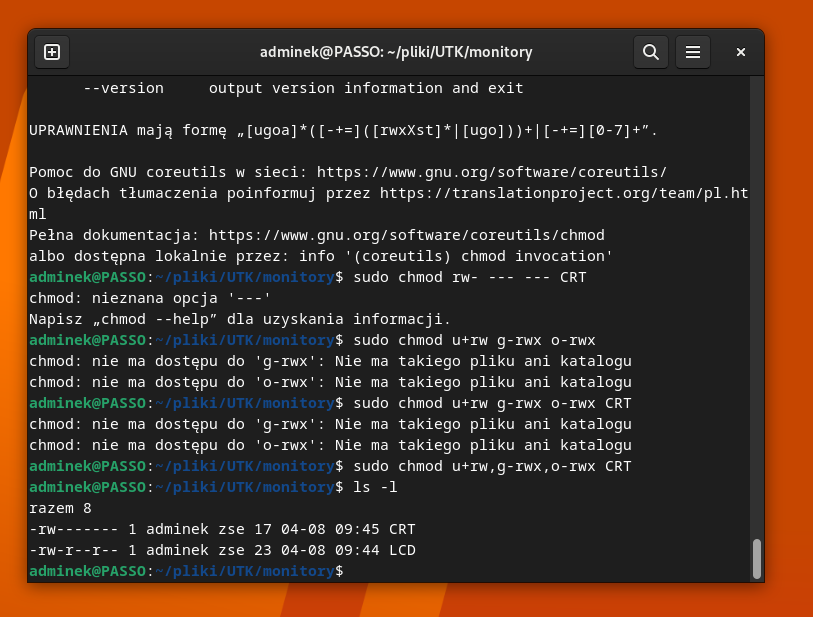 adminek@PASSO: ~/pliki/UTK/monitory
--version     output version information and exit
UPRAWNIENIA mają formę „[ugoa]*([-+=]([rwxXst]*|[ugo]))+|[-+=][0-7]+”.
Pomoc do GNU coreutils w sieci: https://www.gnu.org/software/coreutils/
O błędach tłumaczenia poinformuj przez https://translationproject.org/team/pl.ht
ml
Pełna dokumentacja: https://www.gnu.org/software/coreutils/chmod
albo dostępna lokalnie przez: info '(coreutils) chmod invocation'
adminek@PASSO:~/pliki/UTK/monitory$ sudo chmod rw- --- --- CRT
chmod: nieznana opcja '---'
Napisz „chmod --help” dla uzyskania informacji.
adminek@PASSO:~/pliki/UTK/monitory$ sudo chmod u+rw g-rwx o-rwx
chmod: nie ma dostępu do 'g-rwx': Nie ma takiego pliku ani katalogu
chmod: nie ma dostępu do 'o-rwx': Nie ma takiego pliku ani katalogu
adminek@PASSO:~/pliki/UTK/monitory$ sudo chmod u+rw g-rwx o-rwx CRT
chmod: nie ma dostępu do 'g-rwx': Nie ma takiego pliku ani katalogu
chmod: nie ma dostępu do 'o-rwx': Nie ma takiego pliku ani katalogu
adminek@PASSO:~/pliki/UTK/monitory$ sudo chmod u+rw,g-rwx,o-rwx CRT
adminek@PASSO:~/pliki/UTK/monitory$ ls -l
razem 8
-rw------- 1 adminek zse 17 04-08 09:45 CRT
-rw-r--r-- 1 adminek zse 23 04-08 09:44 LCD
adminek@PASSO:~/pliki/UTK/monitory$